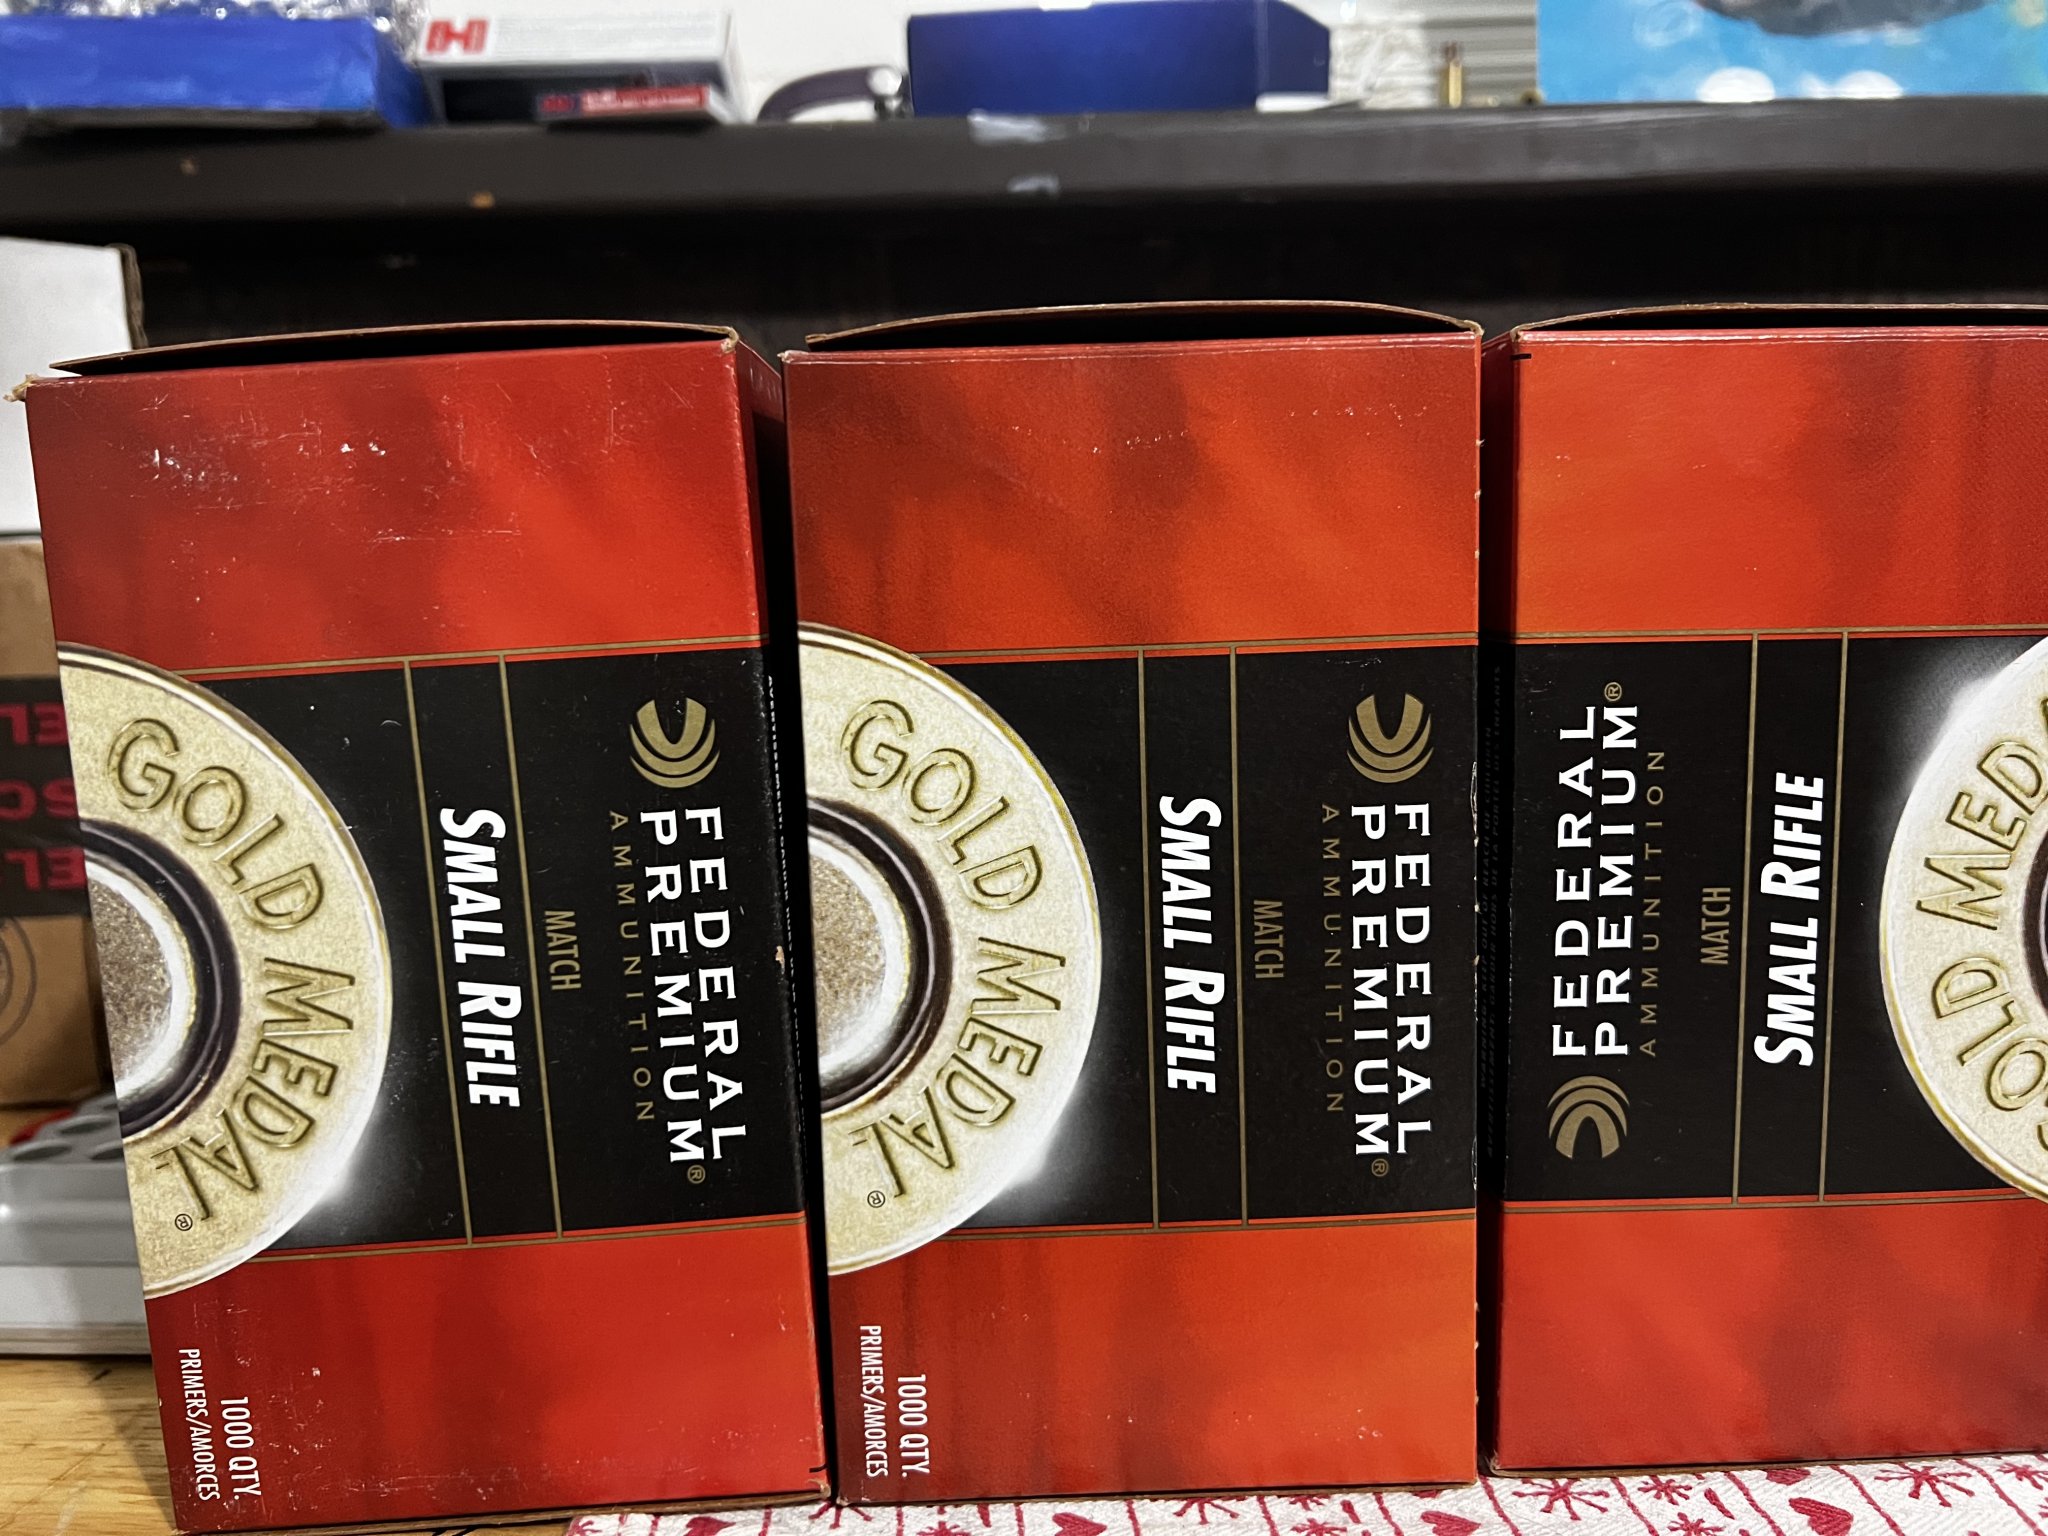 FEDERAL
PREMIUM®
AMMUNITION
MATCH
SMALL RIFLE
GOLD MEDAL®
1000 QTY.
PRIMERS/AMORCES
FEDERAL
PREMIUM®
AMMUNITION
MATCH
SMALL RIFLE
GOLD MEDAL®
1000 QTY.
PRIMERS/AMORCES
FEDERAL
PREMIUM®
AMMUNITION
MATCH
SMALL RIFLE
GOLD MEDA